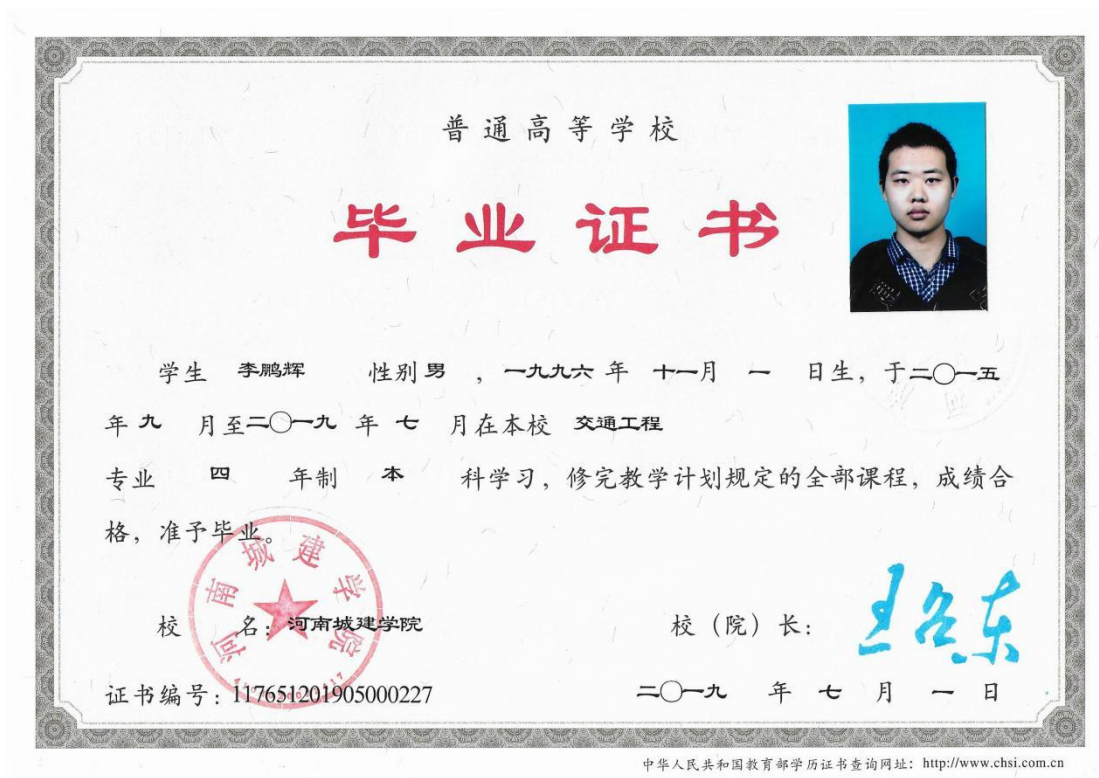 普通高等学校
毕业证书
学生 李鹏辉 性别 男 ，一九九六 年 十一月 一 日生，于二〇一五
年 九 月至二〇一九 年 七 月在本校 交通工程
专业 四 年制 本 科学习，修完教学计划规定的全部课程，成绩合
格，准予毕业。
河南城建学院
校 名：河南城建学院 校（院）长：
证书编号：117651201905000227 二〇一九 年 七 月 一 日
中华人民共和国教育部学历证书查询网址：http://www.chsi.com.cn